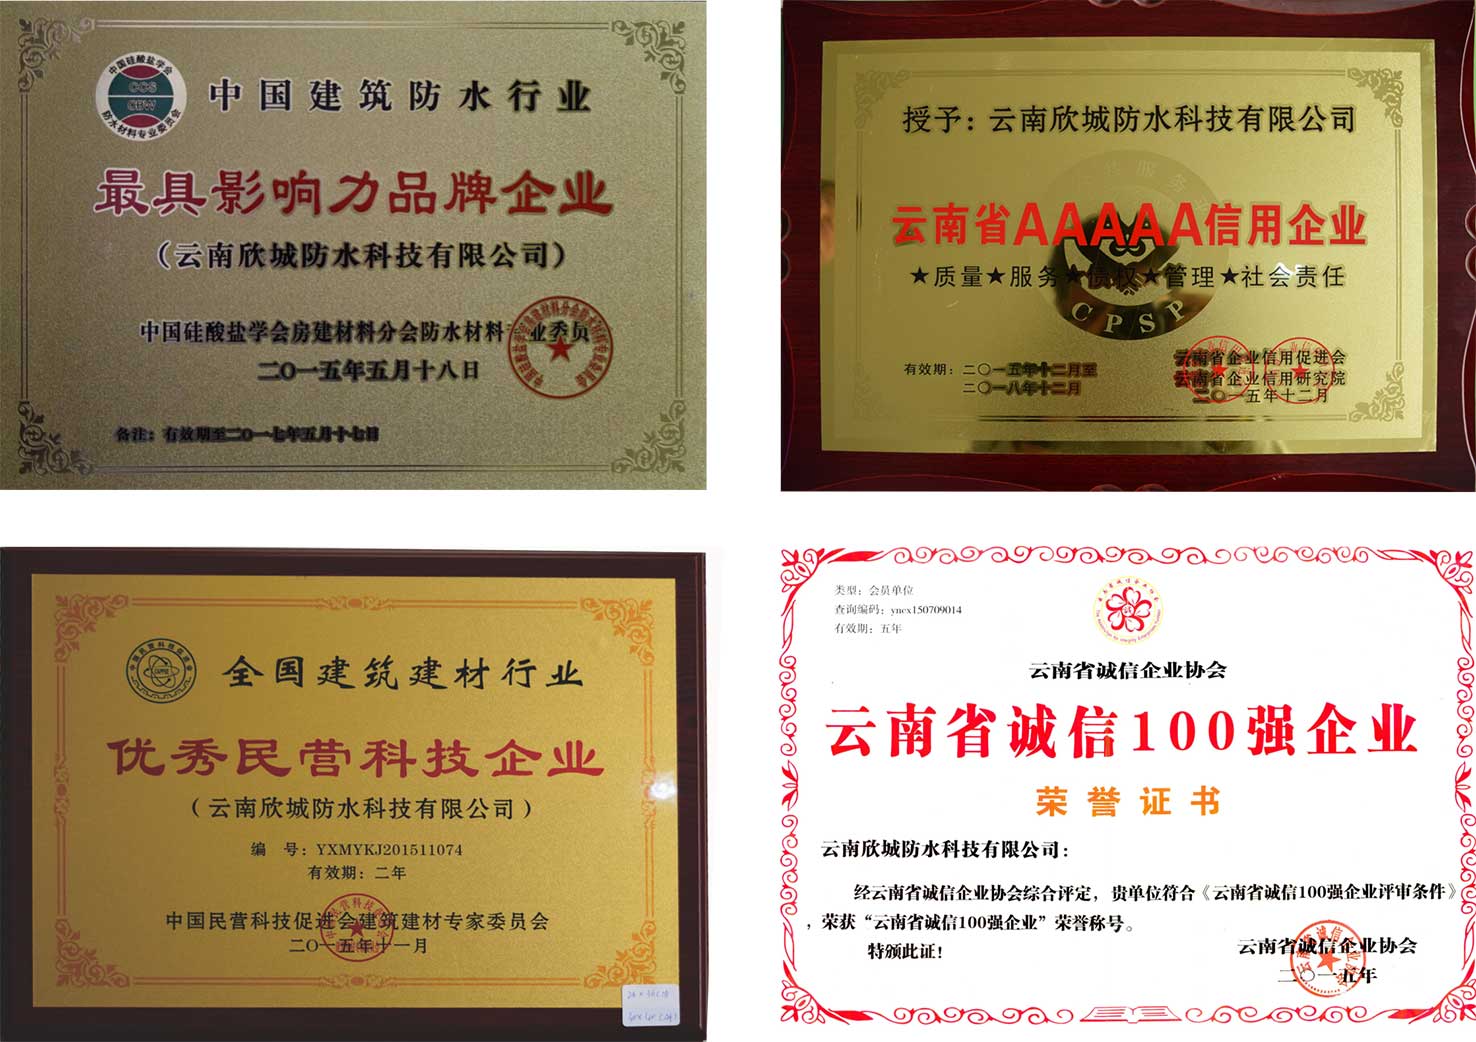 中国硅酸盐学会
CCS
CBW
防水材料专业委员会
中国建筑防水行业
最具影响力品牌企业
（云南欣城防水科技有限公司）
中国硅酸盐学会房建材料分会防水材料专业委员
二〇一五年五月十八日
备注：有效期至二〇一七年五月十七日
授予：云南欣城防水科技有限公司
云南省AAAAA信用企业
★质量★服务★债权★管理★社会责任
CPSP
有效期：二〇一五年十二月至
二〇一八年十二月
云南省企业信用促进会
云南省企业信用研究院
二〇一五年十二月
全国建筑建材行业
优秀民营科技企业
（云南欣城防水科技有限公司）
编 号：YXMYKJ201511074
有效期：二年
中国民营科技促进会建筑建材专家委员会
二〇一五年十一月
类型：会员单位
查询编码：yncx150709014
有效期：五年
云南省诚信企业协会
云南省诚信100强企业
荣誉证书
云南欣城防水科技有限公司：
经云南省诚信企业协会综合评定，贵单位符合《云南省诚信100强企业评审条件》
，荣获“云南省诚信100强企业”荣誉称号。
特颁此证！
云南省诚信企业协会
二〇一五年